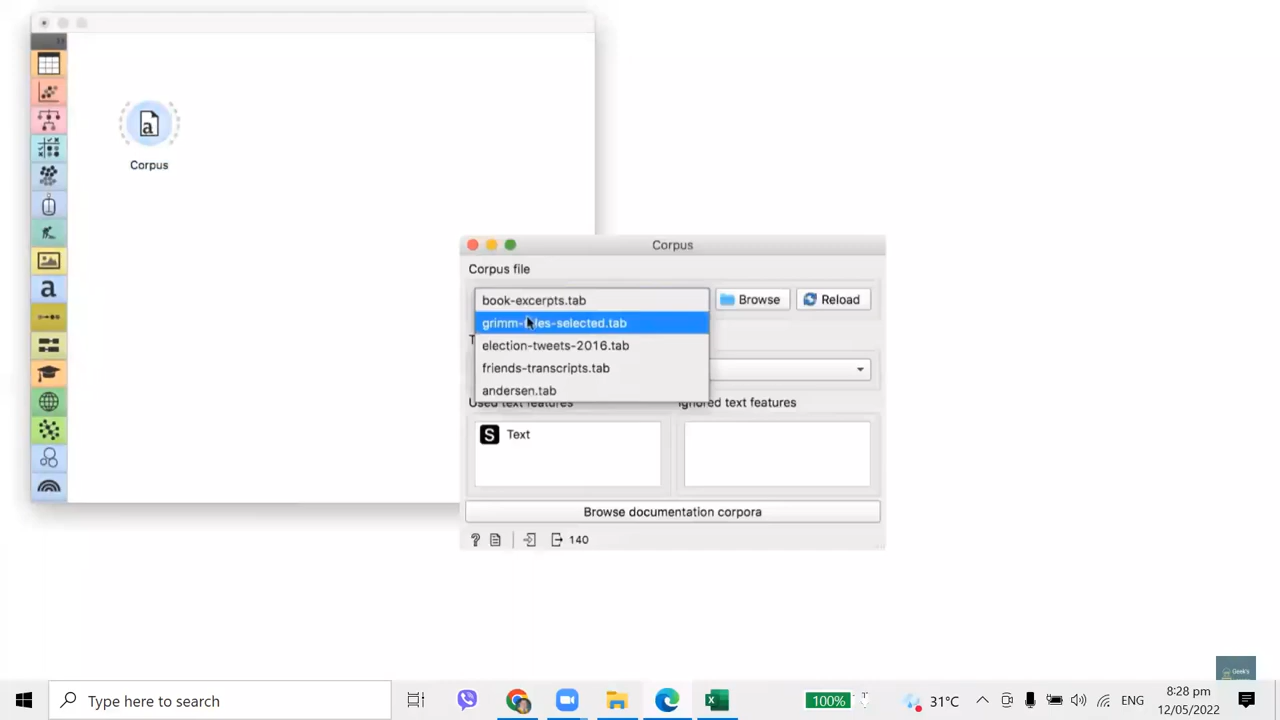 Corpus
Corpus
Corpus file
book-excerpts.tab
Browse
Reload
grimm-tales-selected.tab
election-tweets-2016.tab
friends-transcripts.tab
andersen.tab
Used text features
Ignored text features
S Text
Browse documentation corpora
? 140
Geek's
Type here to search
100%
31°C
ENG
8:28 pm
12/05/2022